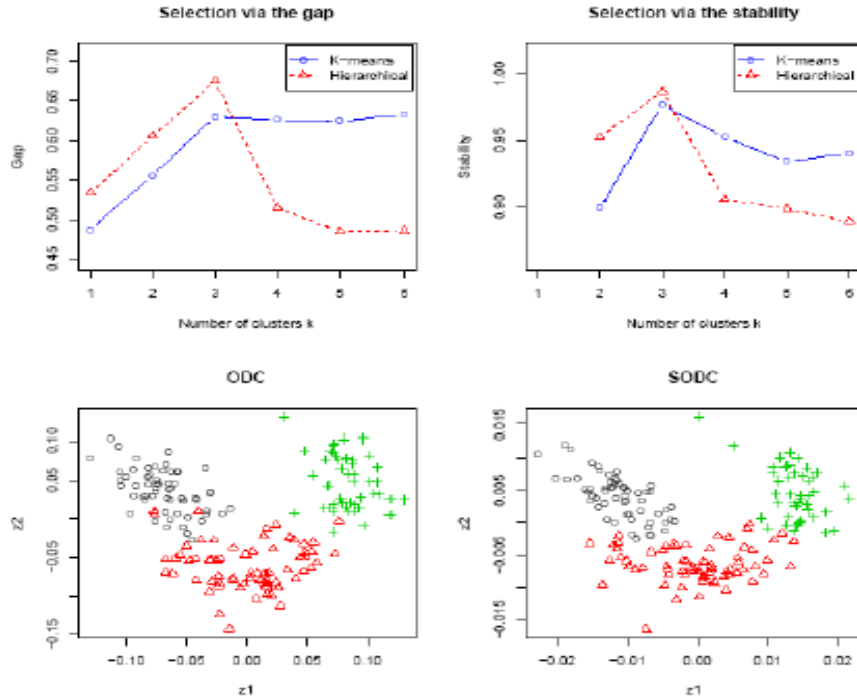 Selection via the gap
Gap
0.70
0.65
0.60
0.55
0.50
0.45
K-means
Hierarchical
1 2 3 4 5 6
Number of clusters k
Selection via the stability
Stability
1.00
0.95
0.90
K-means
Hierarchical
1 2 3 4 5 6
Number of clusters k
ODC
z2
0.10
0.05
-0.05
-0.15
-0.10 -0.05 0.00 0.05 0.10
z1
SODC
z2
0.015
0.005
-0.005
-0.015
-0.02 -0.01 0.00 0.01 0.02
z1